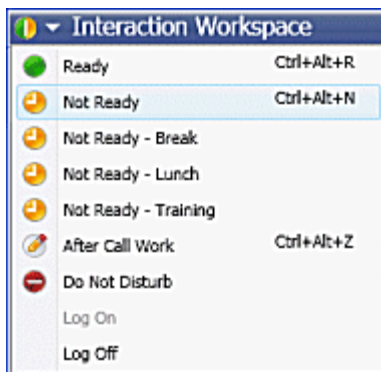 Interaction Workspace
Ready Ctrl+Alt+R
Not Ready Ctrl+Alt+N
Not Ready - Break
Not Ready - Lunch
Not Ready - Training
After Call Work Ctrl+Alt+Z
Do Not Disturb
Log On
Log Off